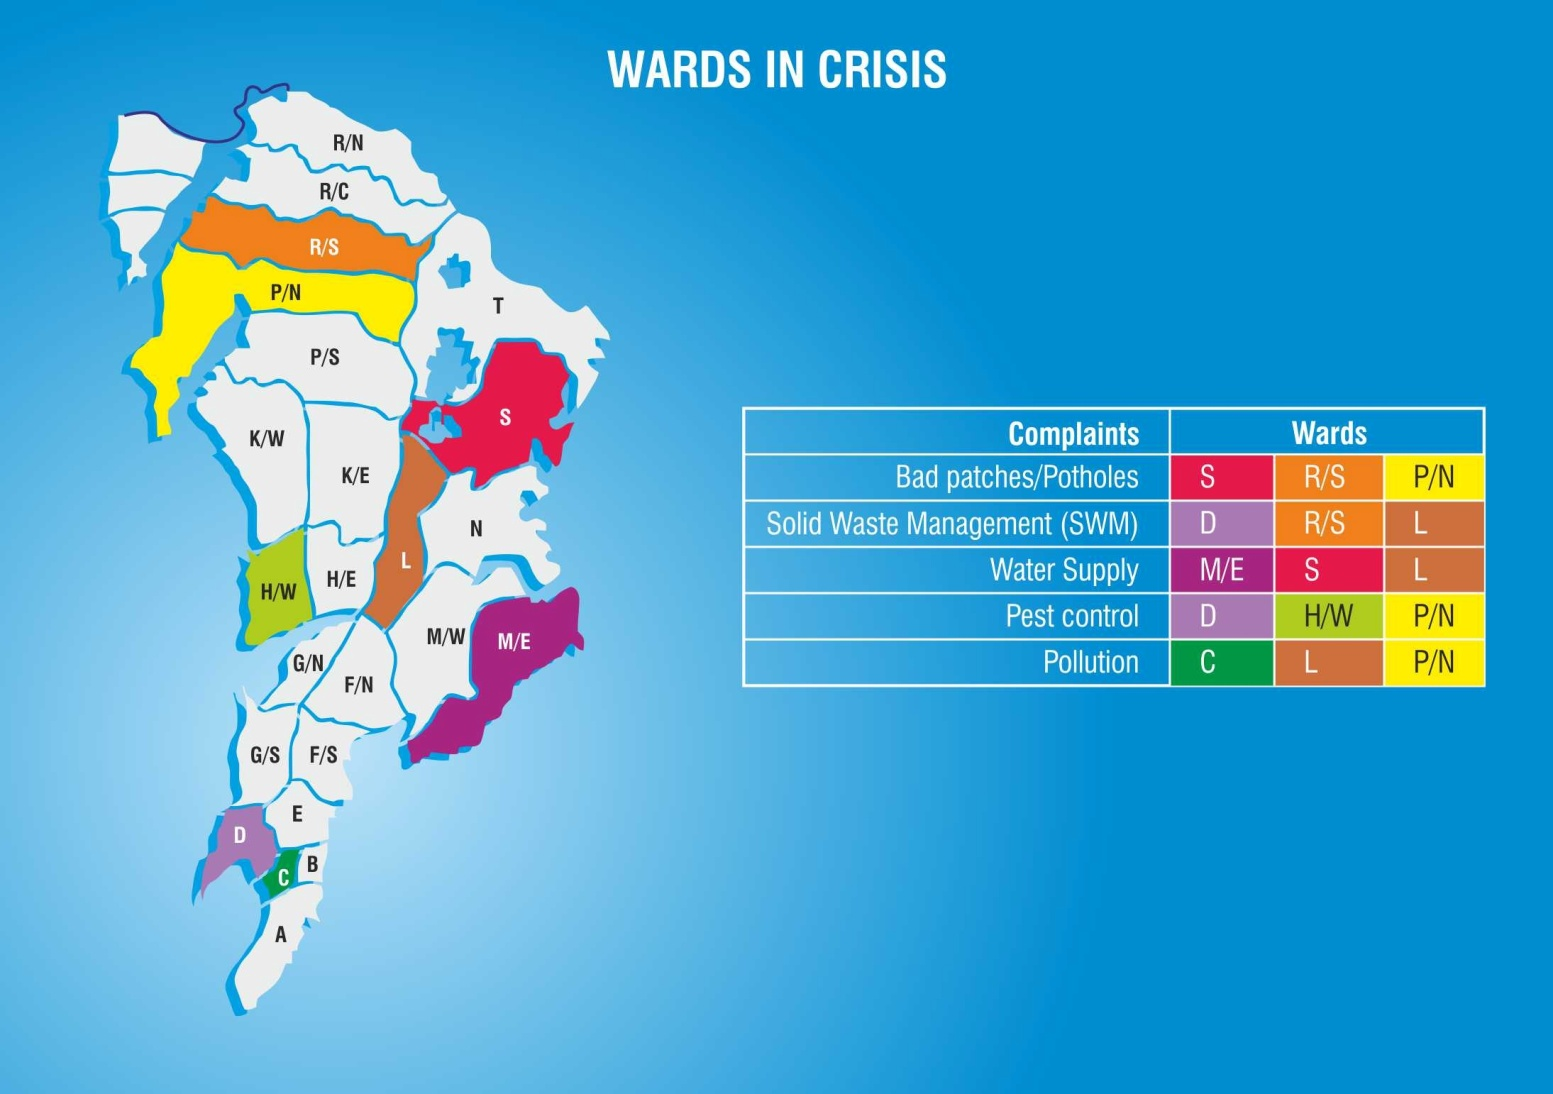 WARDS IN CRISIS
R/N
R/C
R/S
P/N
T
P/S
S
K/W
K/E
N
L
H/E
H/W
M/W
M/E
G/N
F/N
G/S
F/S
E
D
B
C
A
Complaints Wards
Bad patches/Potholes S R/S P/N
Solid Waste Management (SWM) D R/S L
Water Supply M/E S L
Pest control D H/W P/N
Pollution C L P/N